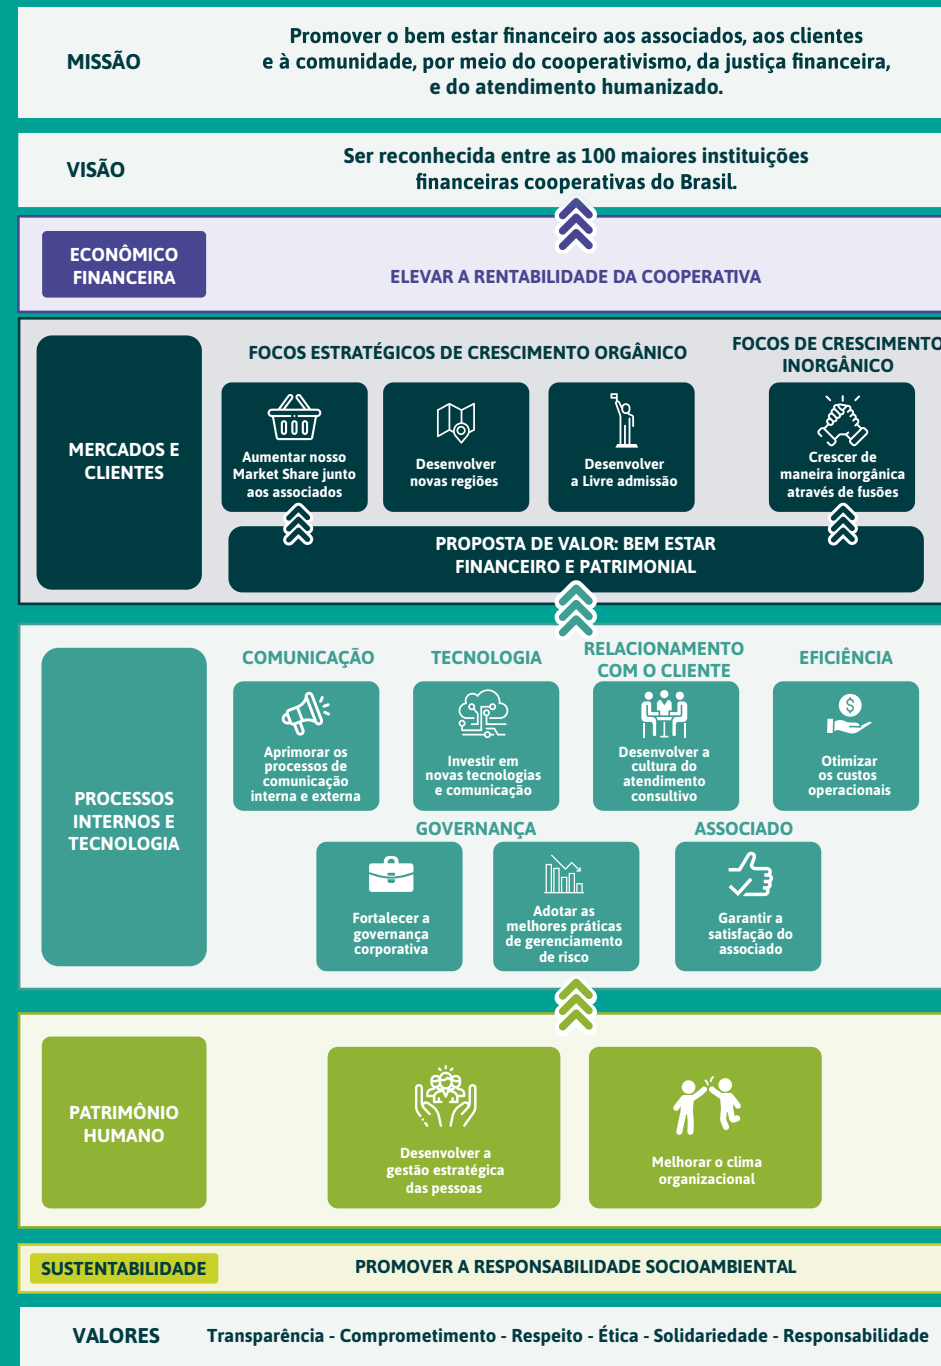 MISSÃO
Promover o bem estar financeiro aos associados, aos clientes
e à comunidade, por meio do cooperativismo, da justiça financeira,
e do atendimento humanizado.
VISÃO
Ser reconhecida entre as 100 maiores instituições
financeiras cooperativas do Brasil.
ECONÔMICO
FINANCEIRA
ELEVAR A RENTABILIDADE DA COOPERATIVA
MERCADOS E
CLIENTES
FOCOS ESTRATÉGICOS DE CRESCIMENTO ORGÂNICO
FOCOS DE CRESCIMENTO
INORGÂNICO
Aumentar nosso
Market Share junto
aos associados
Desenvolver
novas regiões
Desenvolver
a Livre admissão
Crescer de
maneira inorgânica
através de fusões
PROPOSTA DE VALOR: BEM ESTAR
FINANCEIRO E PATRIMONIAL
PROCESSOS
INTERNOS E
TECNOLOGIA
COMUNICAÇÃO
Aprimorar os
processos de
comunicação
interna e externa
TECNOLOGIA
Investir em
novas tecnologias
e comunicação
RELACIONAMENTO
COM O CLIENTE
Desenvolver a
cultura do
atendimento
consultivo
EFICIÊNCIA
$
Otimizar
os custos
operacionais
GOVERNANÇA
Fortalecer a
governança
corporativa
Adotar as
melhores práticas
de gerenciamento
de risco
ASSOCIADO
Garantir a
satisfação do
associado
PATRIMÔNIO
HUMANO
Desenvolver a
gestão estratégica
das pessoas
Melhorar o clima
organizacional
SUSTENTABILIDADE
PROMOVER A RESPONSABILIDADE SOCIOAMBIENTAL
VALORES
Transparência - Comprometimento - Respeito - Ética - Solidariedade - Responsabilidade